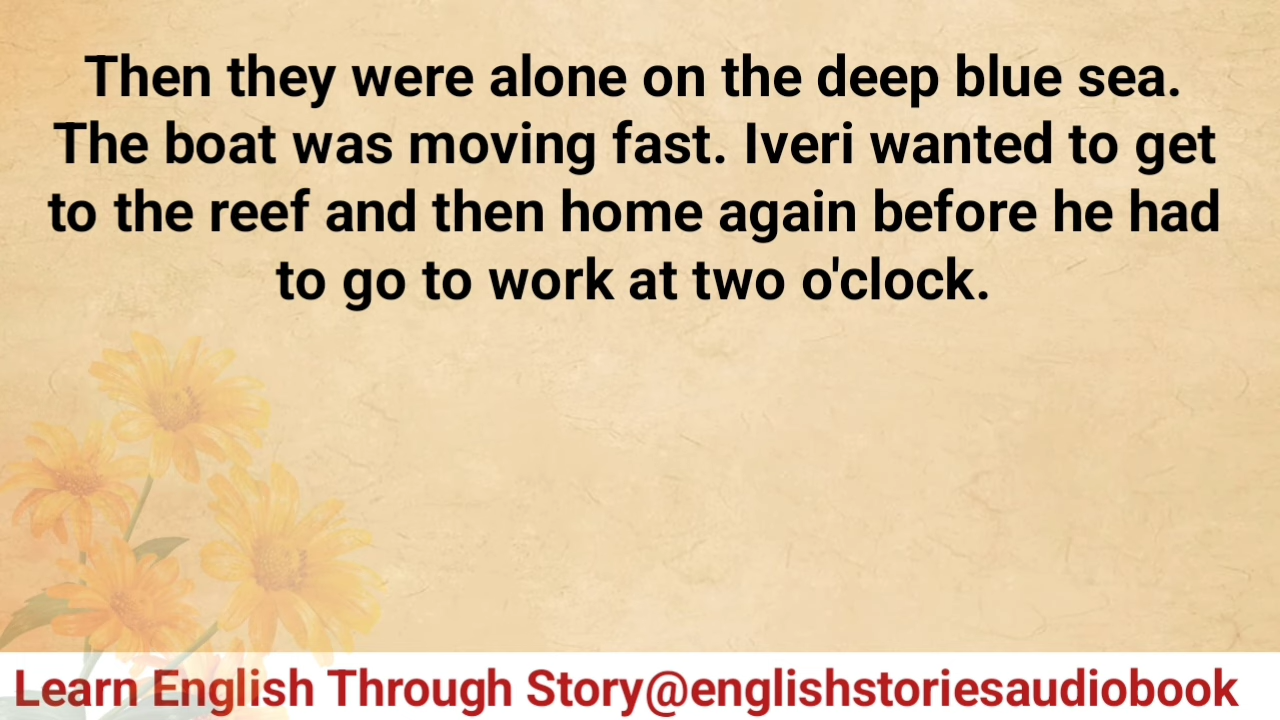 Then they were alone on the deep blue sea.
The boat was moving fast. Iveri wanted to get
to the reef and then home again before he had
to go to work at two o'clock.
Learn English Through Story@englishstoriesaudiobook